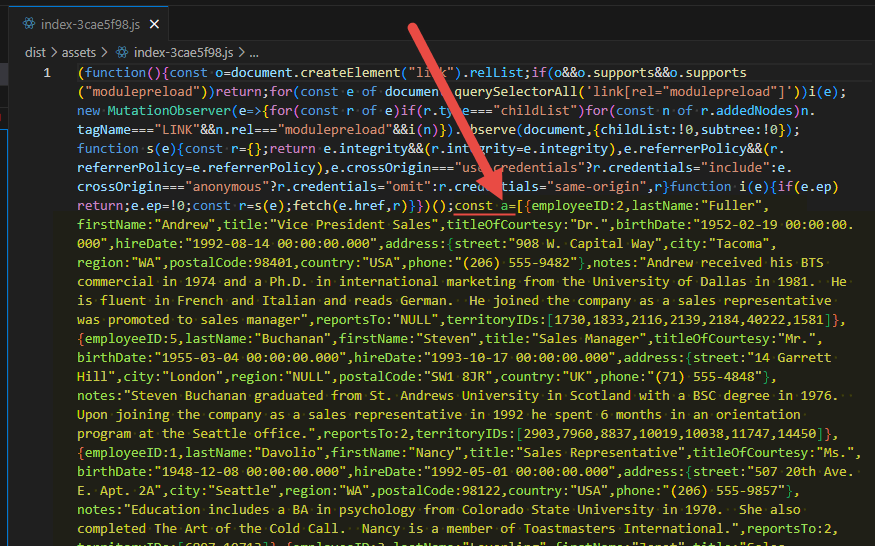 index-3cae5f98.js
dist > assets > index-3cae5f98.js > ...
1
(function(){const o=document.createElement("link").relList;if(o&&o.supports&&o.supports
("modulepreload"))return;for(const e of document.querySelectorAll('link[rel="modulepreload"]'))i(e);
new MutationObserver(e=>{for(const r of e)if(r.type==="childList")for(const n of r.addedNodes)n.
tagName==="LINK"&&n.rel==="modulepreload"&&i(n)}).observe(document,{childList:!0,subtree:!0});
function s(e){const r={};return e.integrity&&(r.integrity=e.integrity),e.referrerPolicy&&(r.
referrerPolicy=e.referrerPolicy),e.crossOrigin==="use-credentials"?r.credentials="include":e.
crossOrigin==="anonymous"?r.credentials="omit":r.credentials="same-origin",r}function i(e){if(e.ep)
return;e.ep=!0;const r=s(e);fetch(e.href,r)}})();const a=[{employeeID:2,lastName:"Fuller",
firstName:"Andrew",title:"Vice President Sales",titleOfCourtesy:"Dr.",birthDate:"1952-02-19 00:00:00.
000",hireDate:"1992-08-14 00:00:00.000",address:{street:"908 W. Capital Way",city:"Tacoma",
region:"WA",postalCode:98401,country:"USA",phone:"(206) 555-9482"},notes:"Andrew received his BTS
commercial in 1974 and a Ph.D. in international marketing from the University of Dallas in 1981.  He
is fluent in French and Italian and reads German.  He joined the company as a sales representative
was promoted to sales manager",reportsTo:"NULL",territoryIDs:[1730,1833,2116,2139,2184,40222,1581]},
{employeeID:5,lastName:"Buchanan",firstName:"Steven",title:"Sales Manager",titleOfCourtesy:"Mr.",
birthDate:"1955-03-04 00:00:00.000",hireDate:"1993-10-17 00:00:00.000",address:{street:"14 Garrett
Hill",city:"London",region:"NULL",postalCode:"SW1 8JR",country:"UK",phone:"(71) 555-4848"},
notes:"Steven Buchanan graduated from St. Andrews University in Scotland with a BSC degree in 1976.
Upon joining the company as a sales representative in 1992 he spent 6 months in an orientation
program at the Seattle office.",reportsTo:2,territoryIDs:[2903,7960,8837,10019,10038,11747,14450]},
{employeeID:1,lastName:"Davolio",firstName:"Nancy",title:"Sales Representative",titleOfCourtesy:"Ms.",
birthDate:"1948-12-08 00:00:00.000",hireDate:"1992-05-01 00:00:00.000",address:{street:"507 20th Ave.
E. Apt. 2A",city:"Seattle",region:"WA",postalCode:98122,country:"USA",phone:"(206) 555-9857"},
notes:"Education includes a BA in psychology from Colorado State University in 1970.  She also
completed The Art of the Cold Call.  Nancy is a member of Toastmasters International.",reportsTo:2,